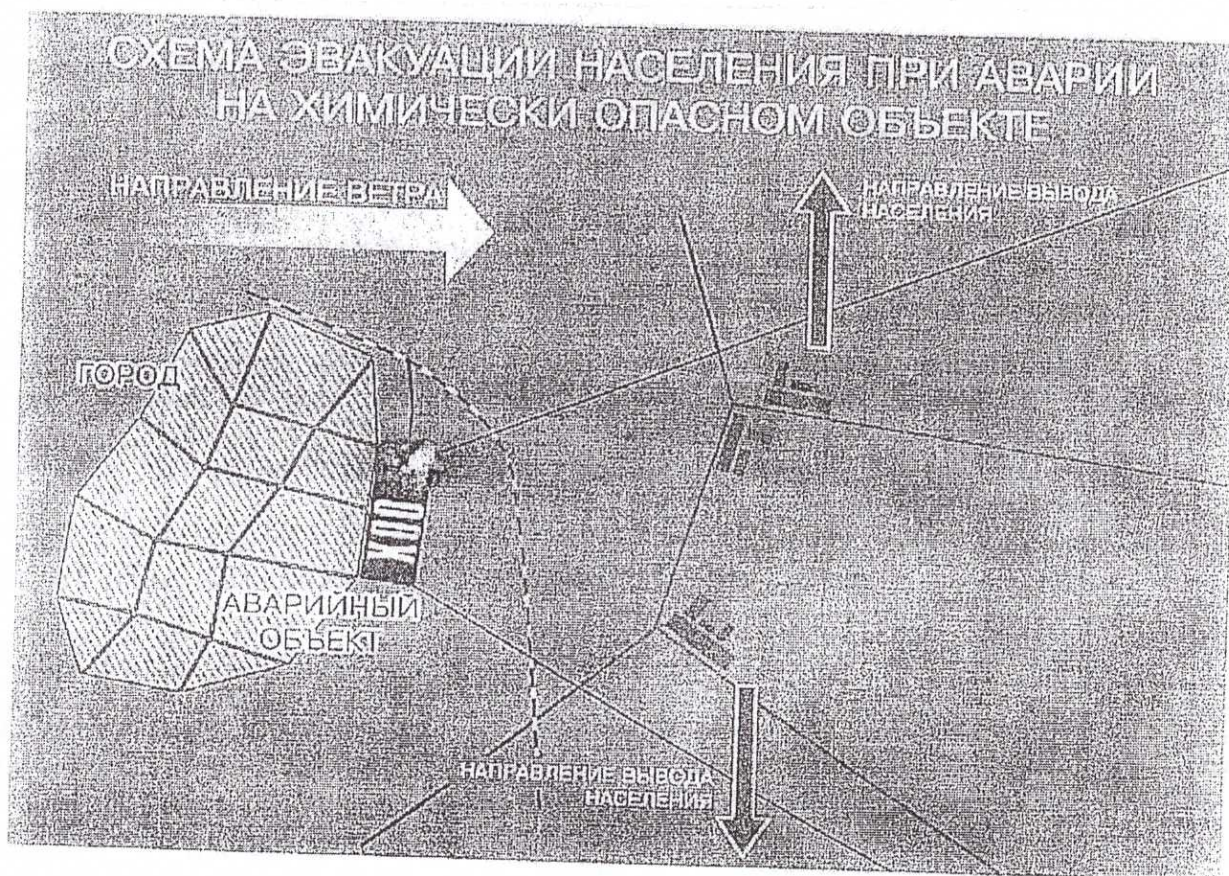 СХЕМА ЭВАКУАЦИИ НАСЕЛЕНИЯ ПРИ АВАРИИ
НА ХИМИЧЕСКИ ОПАСНОМ ОБЪЕКТЕ
НАПРАВЛЕНИЕ ВЕТРА
НАПРАВЛЕНИЕ ВЫВОДА
НАСЕЛЕНИЯ
ГОРОД
ХОО
АВАРИЙНЫЙ
ОБЪЕКТ
НАПРАВЛЕНИЕ ВЫВОДА
НАСЕЛЕНИЯ